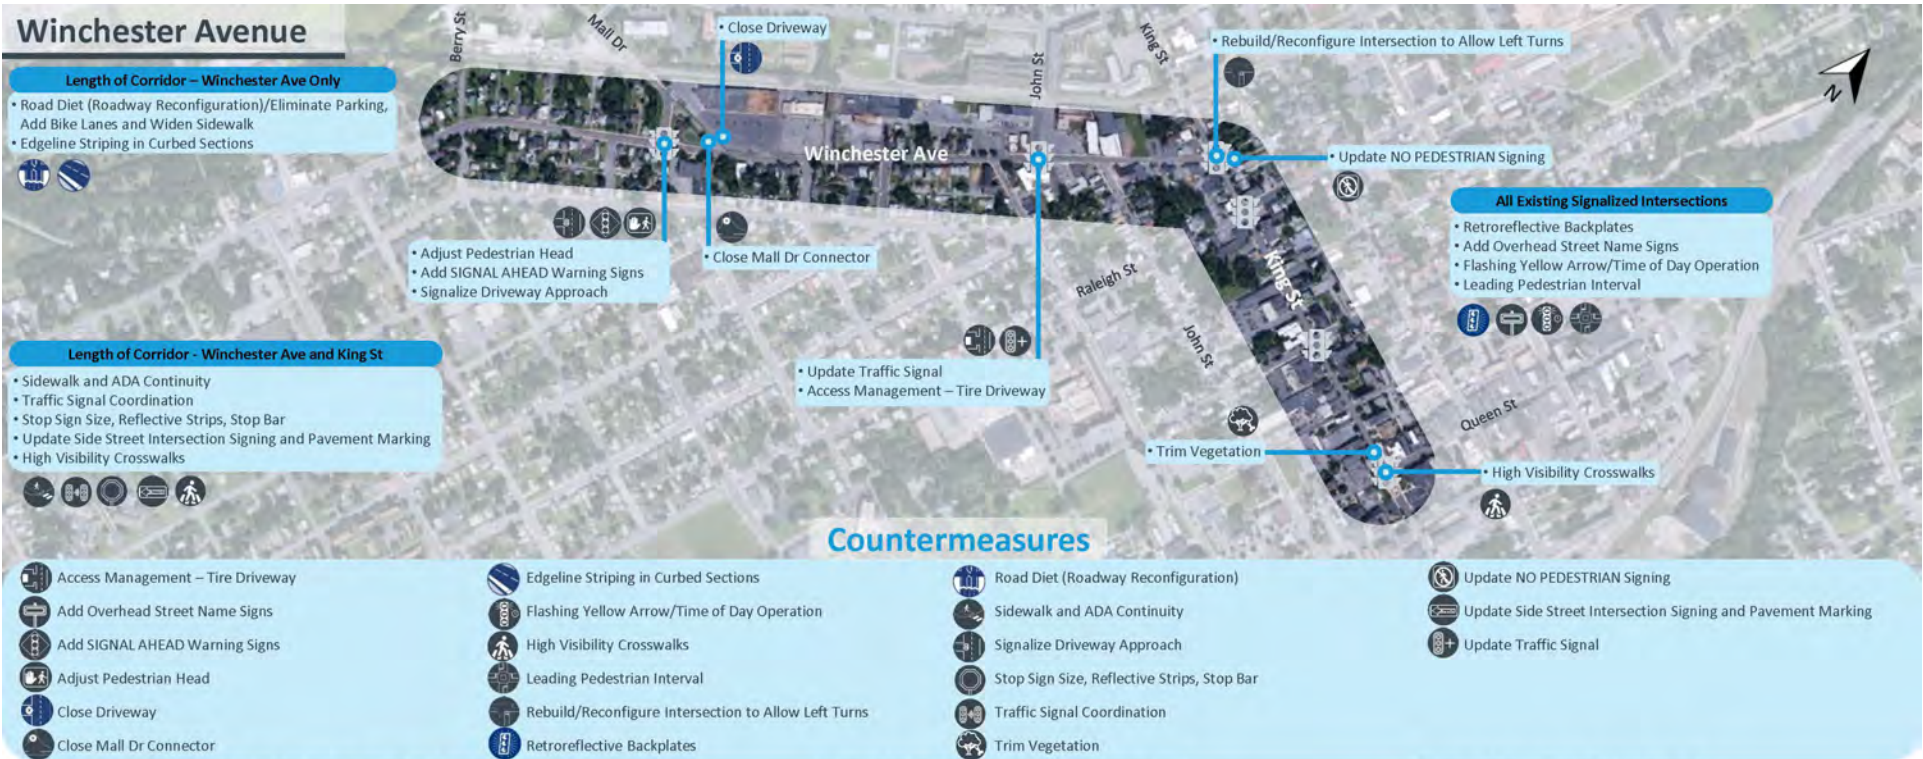 Winchester Avenue
Berry St
Mall Dr
• Close Driveway
John St
King St
• Rebuild/Reconfigure Intersection to Allow Left Turns
N
Length of Corridor – Winchester Ave Only
• Road Diet (Roadway Reconfiguration)/Eliminate Parking,
Add Bike Lanes and Widen Sidewalk
• Edgeline Striping in Curbed Sections
Winchester Ave
• Update NO PEDESTRIAN Signing
All Existing Signalized Intersections
• Retroreflective Backplates
• Add Overhead Street Name Signs
• Flashing Yellow Arrow/Time of Day Operation
• Leading Pedestrian Interval
• Adjust Pedestrian Head
• Add SIGNAL AHEAD Warning Signs
• Signalize Driveway Approach
• Close Mall Dr Connector
Raleigh St
King St
John St
Length of Corridor - Winchester Ave and King St
• Sidewalk and ADA Continuity
• Traffic Signal Coordination
• Stop Sign Size, Reflective Strips, Stop Bar
• Update Side Street Intersection Signing and Pavement Marking
• High Visibility Crosswalks
• Update Traffic Signal
• Access Management – Tire Driveway
Queen St
• Trim Vegetation
• High Visibility Crosswalks
Countermeasures
Access Management – Tire Driveway
Add Overhead Street Name Signs
Add SIGNAL AHEAD Warning Signs
Adjust Pedestrian Head
Close Driveway
Close Mall Dr Connector
Edgeline Striping in Curbed Sections
Flashing Yellow Arrow/Time of Day Operation
High Visibility Crosswalks
Leading Pedestrian Interval
Rebuild/Reconfigure Intersection to Allow Left Turns
Retroreflective Backplates
Road Diet (Roadway Reconfiguration)
Sidewalk and ADA Continuity
Signalize Driveway Approach
Stop Sign Size, Reflective Strips, Stop Bar
Traffic Signal Coordination
Trim Vegetation
Update NO PEDESTRIAN Signing
Update Side Street Intersection Signing and Pavement Marking
Update Traffic Signal